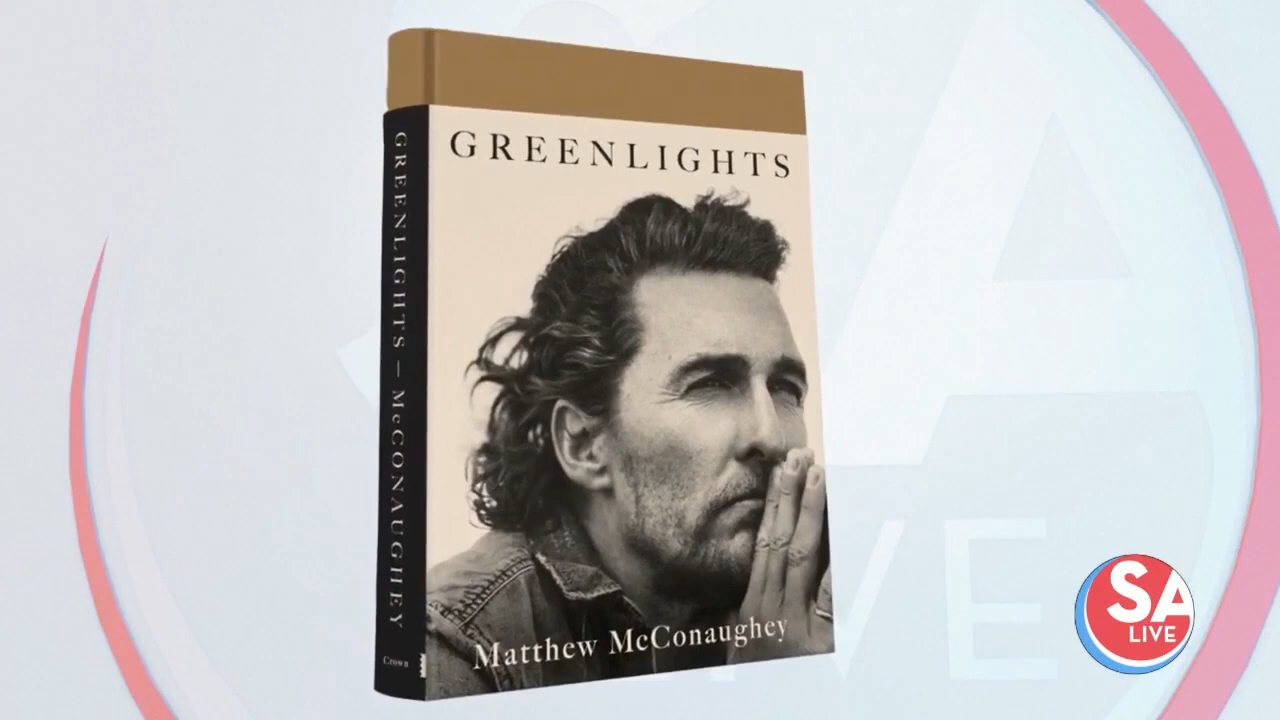 GREENLIGHTS
GREENLIGHTS — McCONAUGHEY
Crown
Matthew McConaughey
SA
LIVE